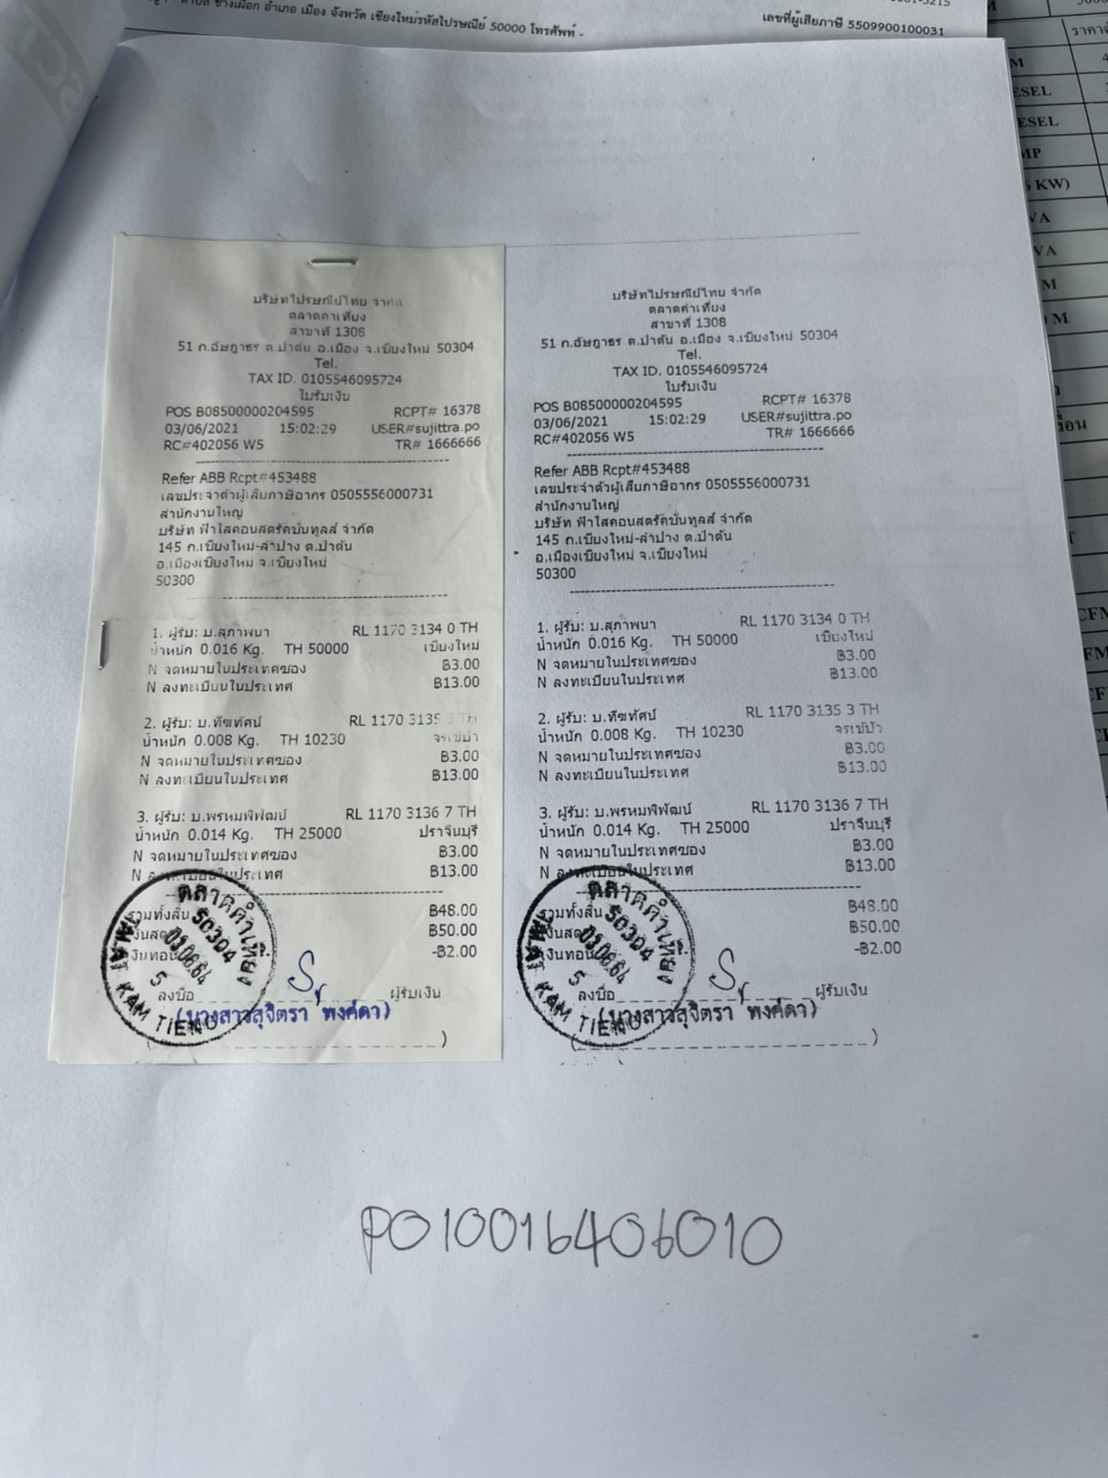 ตำบล ช้างเผือก อำเภอ เมือง จังหวัด เชียงใหม่รหัสไปรษณีย์ 50000 โทรศัพท์ -
เลขที่ผู้เสียภาษี 5509900100031
บริษัทไปรษณีย์ไทย จำกัด
ตลาดคำเที่ยง
สาขาที่ 1308
51 ถ.อัษฎาธร ต.ป่าตัน อ.เมือง จ.เชียงใหม่ 50304
Tel.
TAX ID. 0105546095724
ใบรับเงิน
POS B08500000204595 RCPT# 16378
03/06/2021 15:02:29 USER#sujittra.po
RC#402056 W5 TR# 1666666
Refer ABB Rcpt#453488
เลขประจำตัวผู้เสียภาษีอากร 0505556000731
สำนักงานใหญ่
บริษัท ฟ้าใสคอนสตรัคชั่นทูลส์ จำกัด
145 ถ.เชียงใหม่-ลำปาง ต.ป่าตัน
อ.เมืองเชียงใหม่ จ.เชียงใหม่
50300
1. ผู้รับ: บ.สุภาพนา RL 1170 3134 0 TH
น้ำหนัก 0.016 Kg. TH 50000 เชียงใหม่
N จดหมายในประเทศซอง ฿3.00
N ลงทะเบียนในประเทศ ฿13.00
2. ผู้รับ: บ.ทีฆทัศน์ RL 1170 3135 3 TH
น้ำหนัก 0.008 Kg. TH 10230 จรเข้บัว
N จดหมายในประเทศซอง ฿3.00
N ลงทะเบียนในประเทศ ฿13.00
3. ผู้รับ: บ.พรหมพิพัฒน์ RL 1170 3136 7 TH
น้ำหนัก 0.014 Kg. TH 25000 ปราจีนบุรี
N จดหมายในประเทศซอง ฿3.00
N ลงทะเบียนในประเทศ ฿13.00
รวมทั้งสิ้น ฿48.00
เงินสด ฿50.00
เงินทอน -฿2.00
ลงชื่อ ผู้รับเงิน
(นางสาวสุจิตรา พงค์ดา)
ตลาดคำเที่ยง
50304
030664
5
TALAT KAM TIENG
บริษัทไปรษณีย์ไทย จำกัด
ตลาดคำเที่ยง
สาขาที่ 1308
51 ถ.อัษฎาธร ต.ป่าตัน อ.เมือง จ.เชียงใหม่ 50304
Tel.
TAX ID. 0105546095724
ใบรับเงิน
POS B08500000204595 RCPT# 16378
03/06/2021 15:02:29 USER#sujittra.po
RC#402056 W5 TR# 1666666
Refer ABB Rcpt#453488
เลขประจำตัวผู้เสียภาษีอากร 0505556000731
สำนักงานใหญ่
บริษัท ฟ้าใสคอนสตรัคชั่นทูลส์ จำกัด
145 ถ.เชียงใหม่-ลำปาง ต.ป่าตัน
อ.เมืองเชียงใหม่ จ.เชียงใหม่
50300
1. ผู้รับ: บ.สุภาพนา RL 1170 3134 0 TH
น้ำหนัก 0.016 Kg. TH 50000 เชียงใหม่
N จดหมายในประเทศซอง ฿3.00
N ลงทะเบียนในประเทศ ฿13.00
2. ผู้รับ: บ.ทีฆทัศน์ RL 1170 3135 3 TH
น้ำหนัก 0.008 Kg. TH 10230 จรเข้บัว
N จดหมายในประเทศซอง ฿3.00
N ลงทะเบียนในประเทศ ฿13.00
3. ผู้รับ: บ.พรหมพิพัฒน์ RL 1170 3136 7 TH
น้ำหนัก 0.014 Kg. TH 25000 ปราจีนบุรี
N จดหมายในประเทศซอง ฿3.00
N ลงทะเบียนในประเทศ ฿13.00
รวมทั้งสิ้น ฿48.00
เงินสด ฿50.00
เงินทอน -฿2.00
ลงชื่อ ผู้รับเงิน
(นางสาวสุจิตรา พงค์ดา)
ตลาดคำเที่ยง
50304
030664
5
TALAT KAM TIENG
PO10016406010